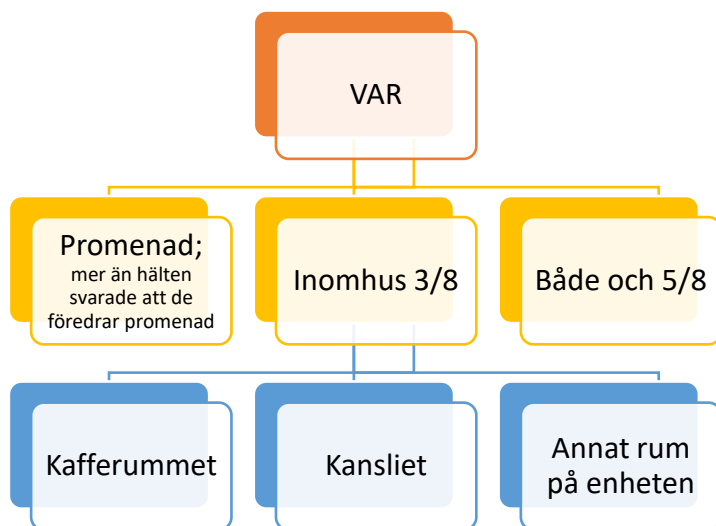 VAR
Promenad;
mer än hälten
svarade att de
föredrar promenad
Inomhus 3/8
Både och 5/8
Kafferummet
Kansliet
Annat rum
på enheten